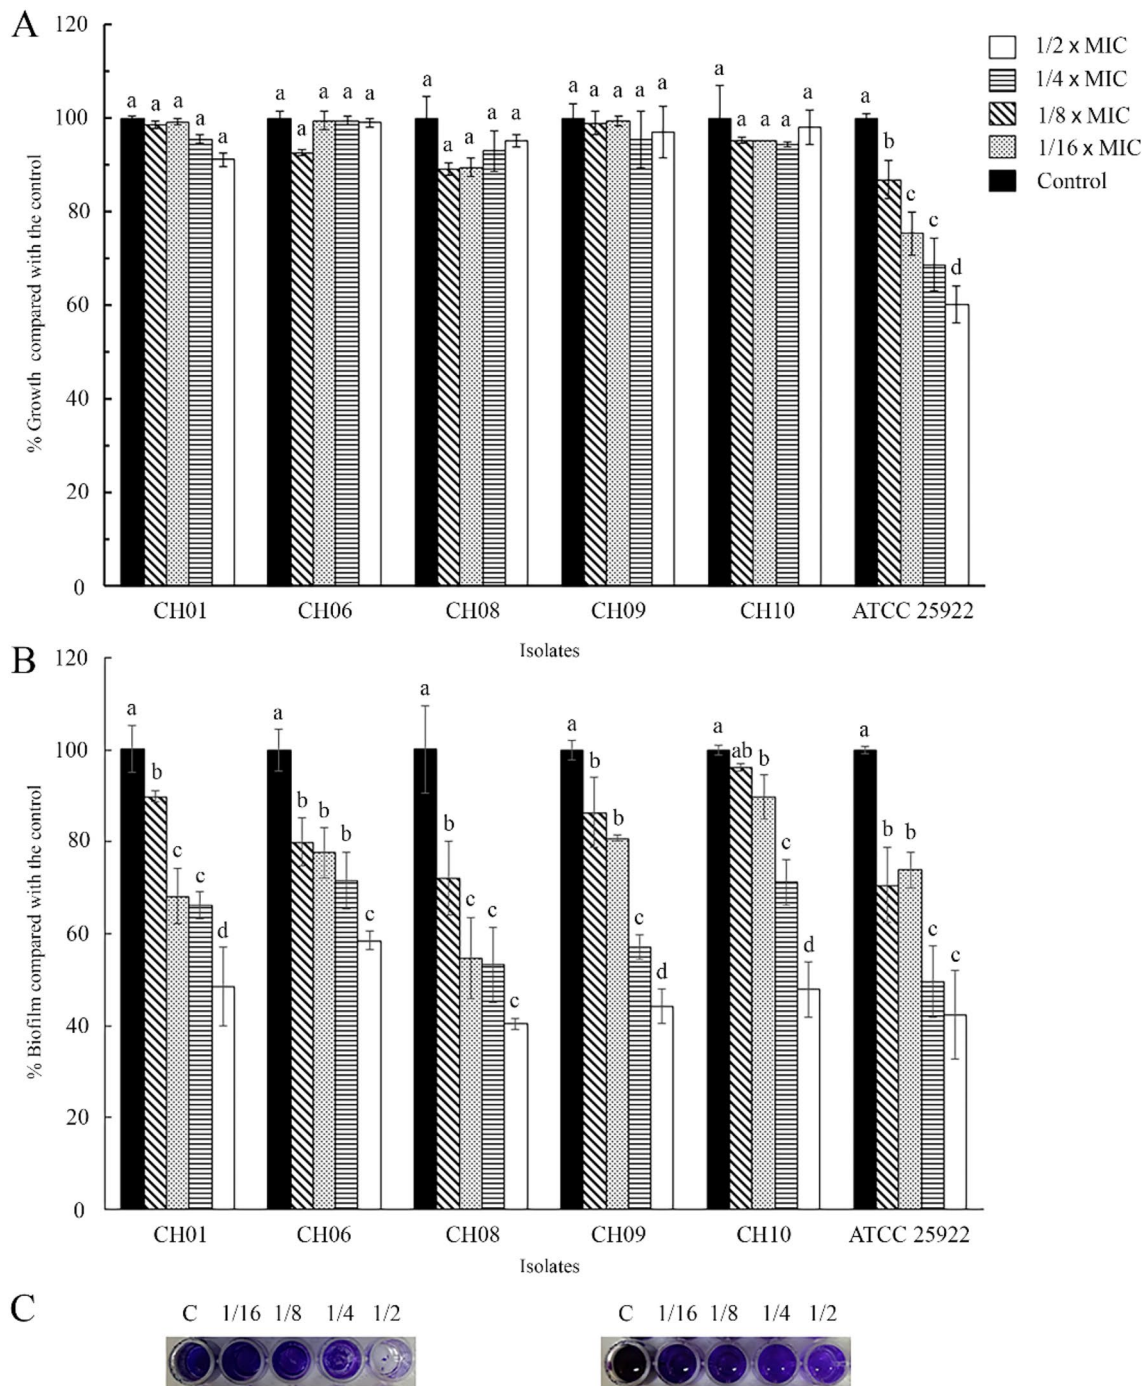 A
120
100
80
60
40
20
0
% Growth compared with the control
a a a a a
a a a a a
a a a a a
a a a a a
a a a a a
a b c c d
1/2 x MIC
1/4 x MIC
1/8 x MIC
1/16 x MIC
Control
CH01 CH06 CH08 CH09 CH10 ATCC 25922
Isolates
B
120
100
80
60
40
20
0
% Biofilm compared with the control
a b c c d
a b b b c
a b c c c
a b b c d
a ab b c d
a b b c c
CH01 CH06 CH08 CH09 CH10 ATCC 25922
Isolates
C
C 1/16 1/8 1/4 1/2
C 1/16 1/8 1/4 1/2